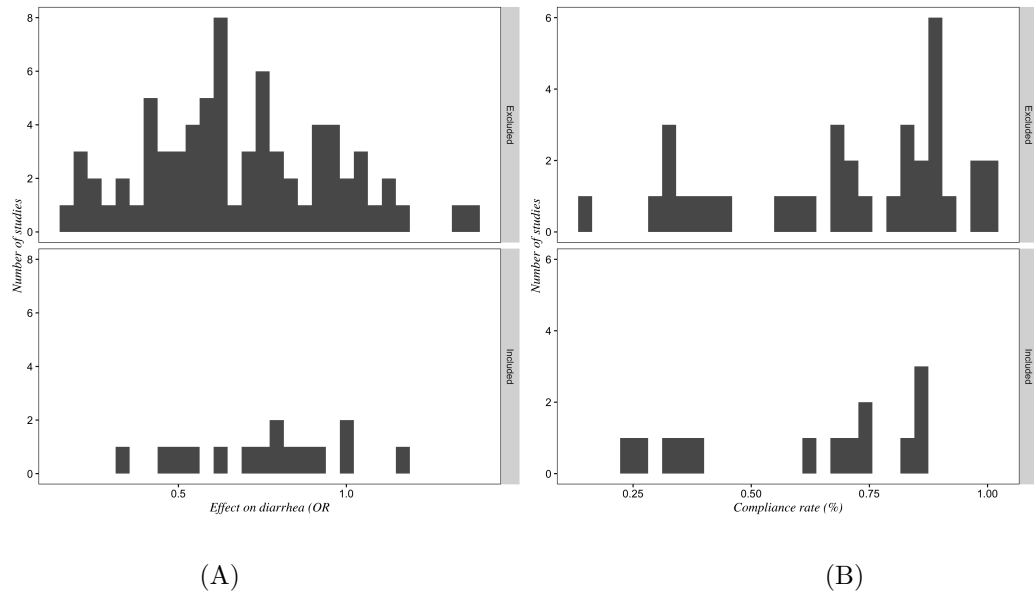 8
6
4
2
0
Excluded
8
6
4
2
0
Included
Number of studies
0.5 1.0
Effect on diarrhea (OR
(A)
6
4
2
0
Excluded
6
4
2
0
Included
Number of studies
0.25 0.50 0.75 1.00
Compliance rate (%)
(B)